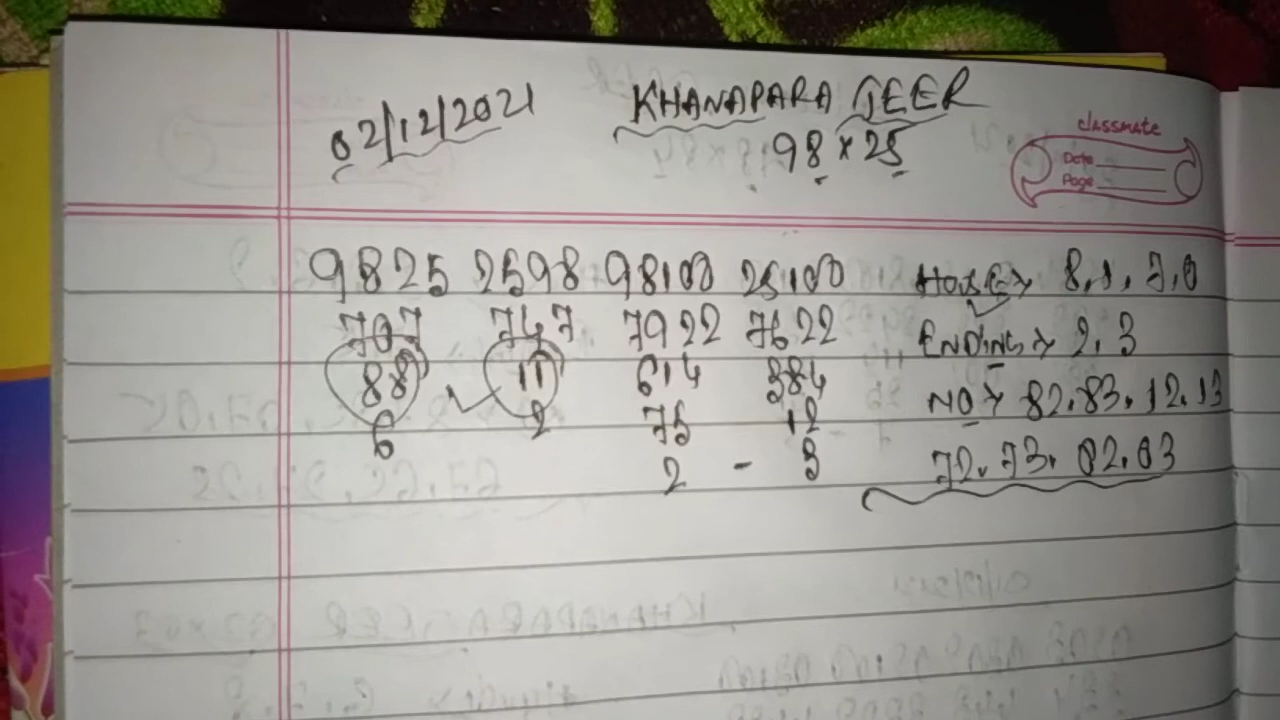 02/12/2021 KHANAPARA TEER
98 × 25
classmate
Date
Page
9825 2598 98100 25100 HOUSE> 8,1,7,0
707 747 7922 7622 ENDING> 2,3
88 11 614 384 NO> 82.83.12.13
6 2 75 12
2 - 3 72.73.02.03